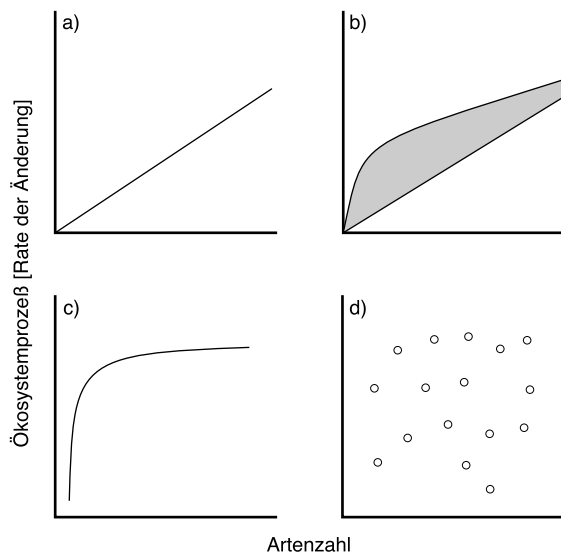 a)
b)
Ökosystemprozeß [Rate der Änderung]
c)
d)
Artenzahl